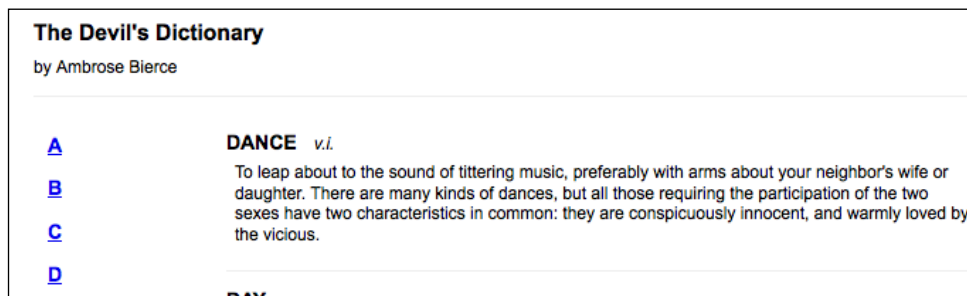 The Devil's Dictionary
by Ambrose Bierce
A
B
C
D
DANCE v.i.
To leap about to the sound of tittering music, preferably with arms about your neighbor's wife or
daughter. There are many kinds of dances, but all those requiring the participation of the two
sexes have two characteristics in common: they are conspicuously innocent, and warmly loved by
the vicious.